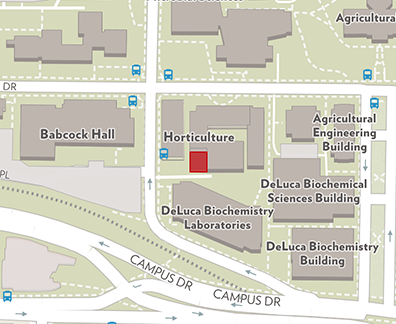 Agricultural
DR
Babcock Hall
Horticulture
Agricultural
Engineering
Building
PL
DeLuca Biochemical
Sciences Building
DeLuca Biochemistry
Laboratories
DeLuca Biochemistry
Building
CAMPUS DR
CAMPUS DR